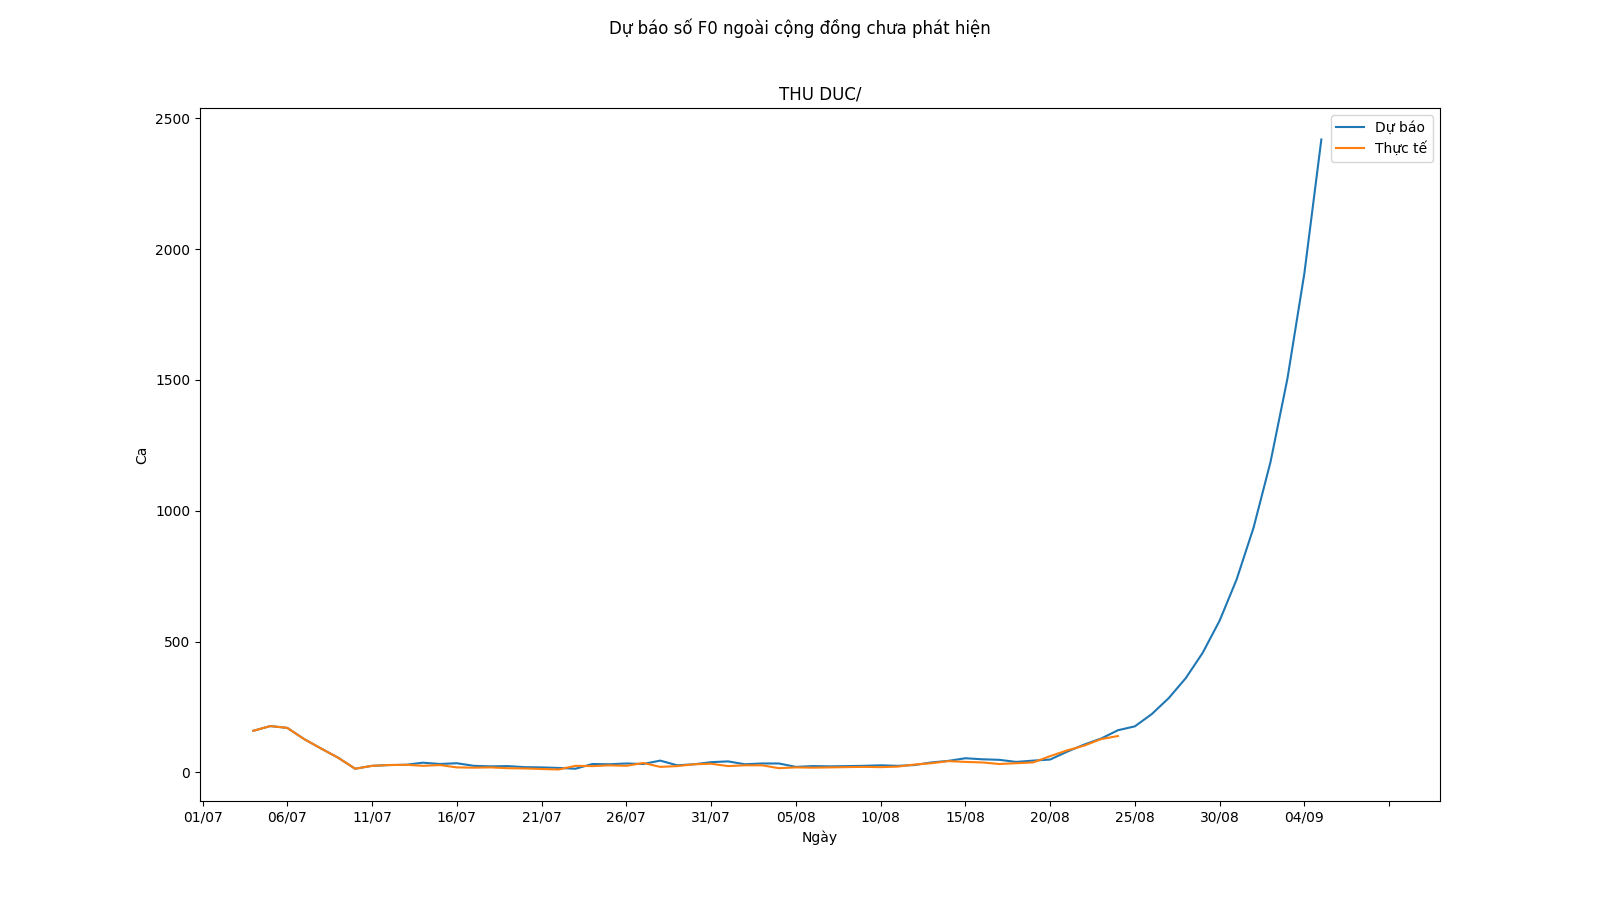 Dự báo số F0 ngoài cộng đồng chưa phát hiện
THU DUC/
2500
2000
1500
1000
500
0
Ca
Dự báo
Thực tế
01/07 06/07 11/07 16/07 21/07 26/07 31/07 05/08 10/08 15/08 20/08 25/08 30/08 04/09
Ngày